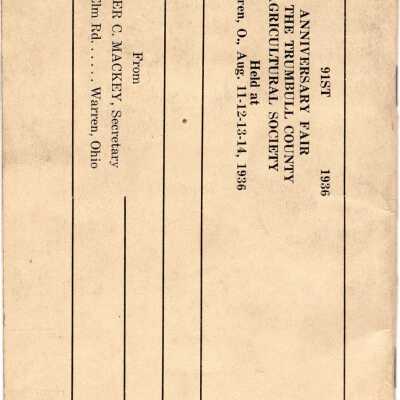 91ST 1936
ANNIVERSARY FAIR
THE TRUMBULL COUNTY
AGRICULTURAL SOCIETY
Held at
O., Aug. 11-12-13-14, 1936
From
C. MACKEY, Secretary
Elm Rd. . . . . . Warren, Ohio